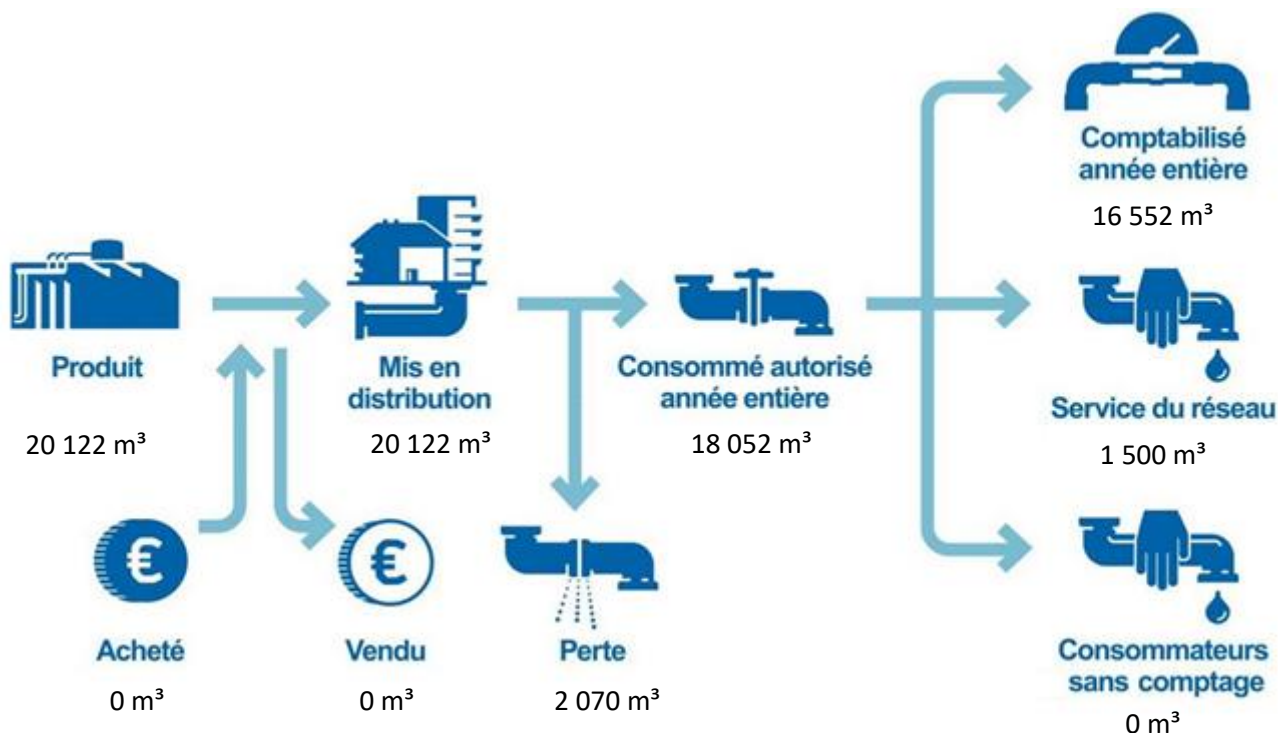 Comptabilisé
année entière
16 552 m³
Produit
20 122 m³
Mis en
distribution
20 122 m³
Consommé autorisé
année entière
18 052 m³
Service du réseau
1 500 m³
€
Acheté
0 m³
€
Vendu
0 m³
Perte
2 070 m³
Consommateurs
sans comptage
0 m³